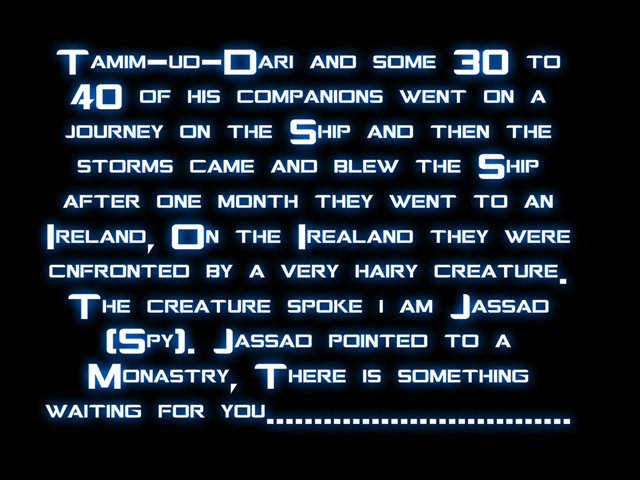 Tamim-ud-Dari and some 30 to
40 of his companions went on a
journey on the Ship and then the
storms came and blew the Ship
after one month they went to an
Ireland, On the Irealand they were
cnfronted by a very hairy creature.
The creature spoke i am Jassad
(Spy). Jassad pointed to a
Monastry, There is something
waiting for you................................